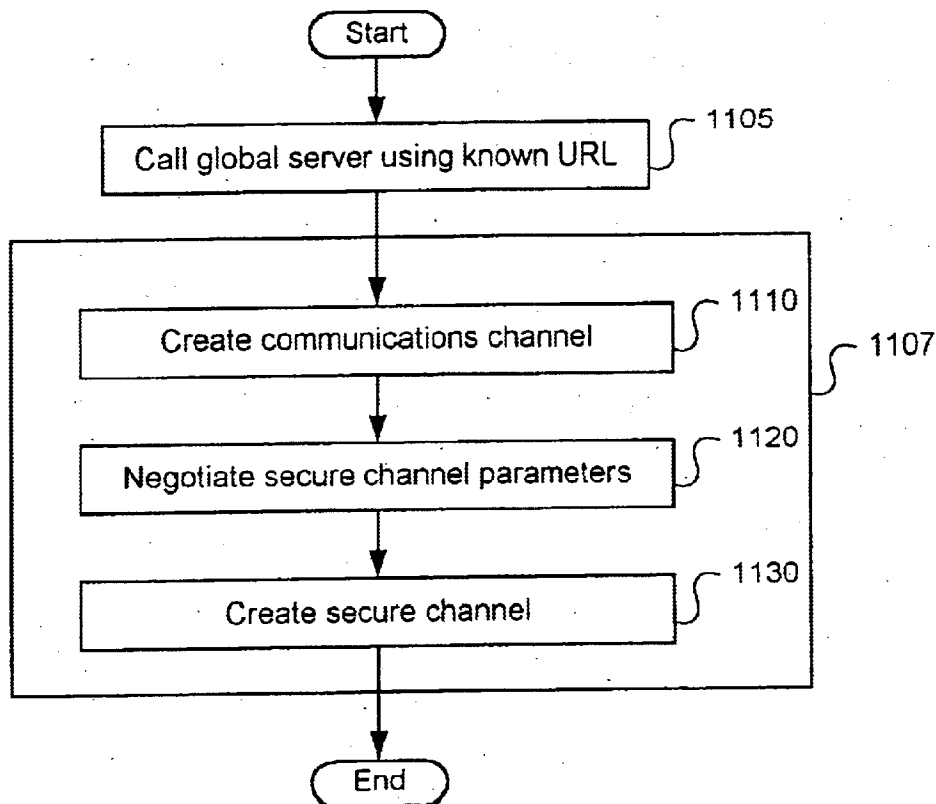 Start
Call global server using known URL
1105
Create communications channel
1110
1107
Negotiate secure channel parameters
1120
Create secure channel
1130
End